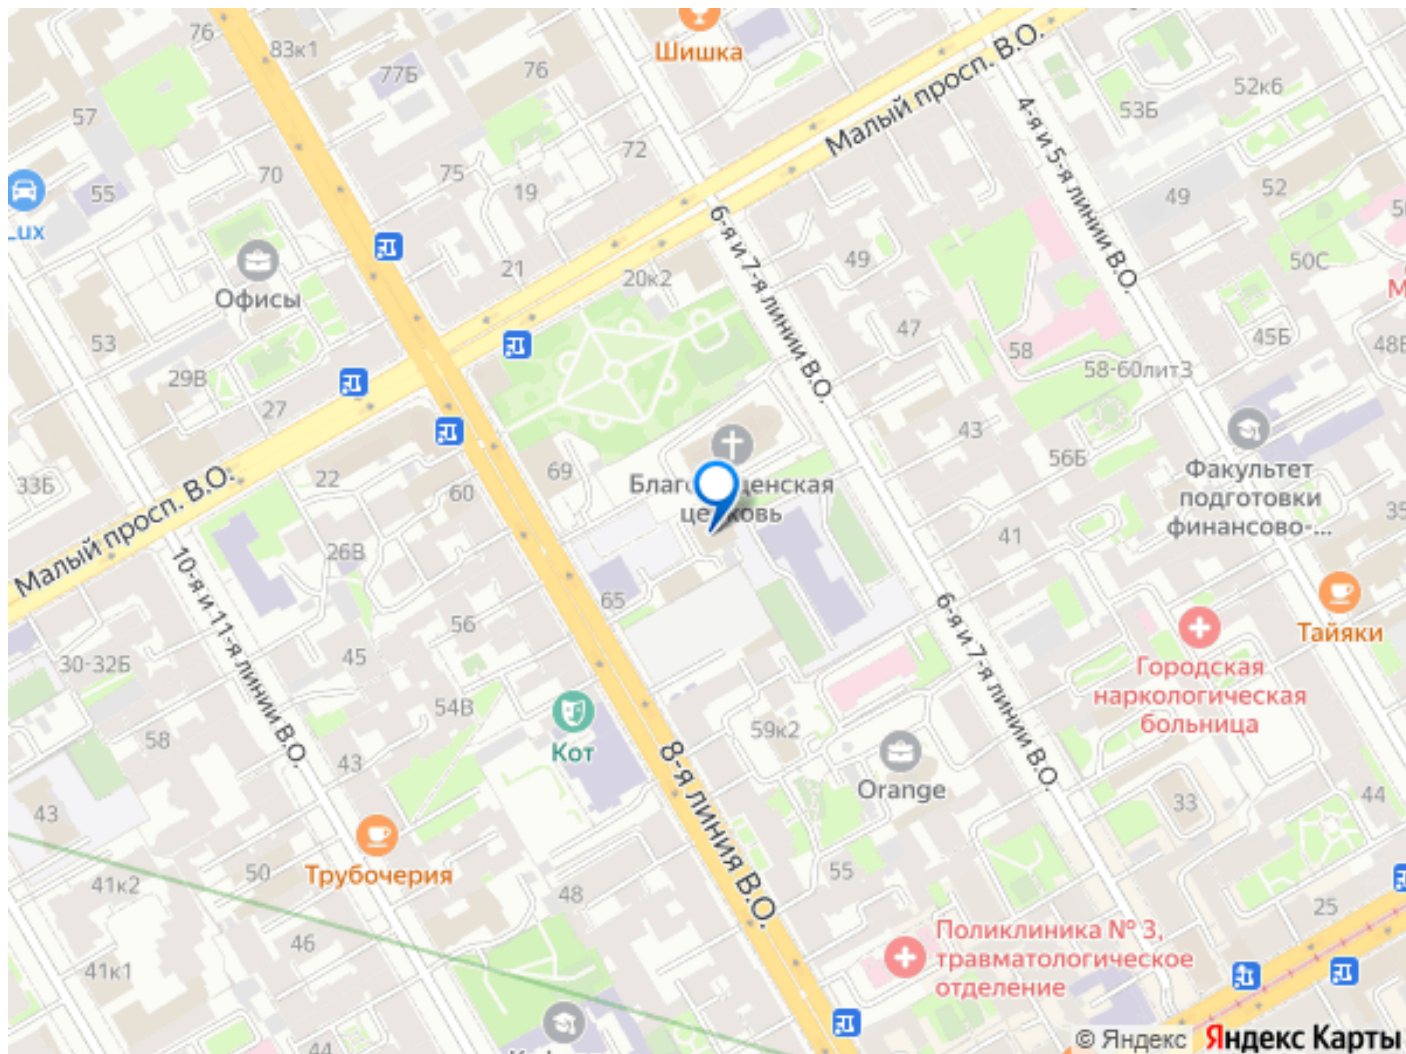 76
83к1
Шишка
77Б
76
Малый просп. В.О.
52к6
53Б
4-я и 5-я линии В.О.
57
72
70
75
19
55
49
52
Lux
6-я и 7-я линии В.О.
49
50С
Офисы
21
20к2
47
45Б
53
58
29В
58-60лит3
27
43
69
Факультет
подготовки
финансово-...
56Б
33Б
22
60
Малый просп. В.О.
церковь
41
26В
10-я и 11-я линии В.О.
65
6-я и 7-я линии В.О.
Тайяки
56
30-32Б
45
Городская
наркологическая
больница
54В
58
59к2
43
Кот
8-я линия В.О.
Orange
33
44
43
Трубочерия
50
41к2
55
48
25
46
Поликлиника № 3,
травматологическое
отделение
41к1
44
© Яндекс Яндекс Карты